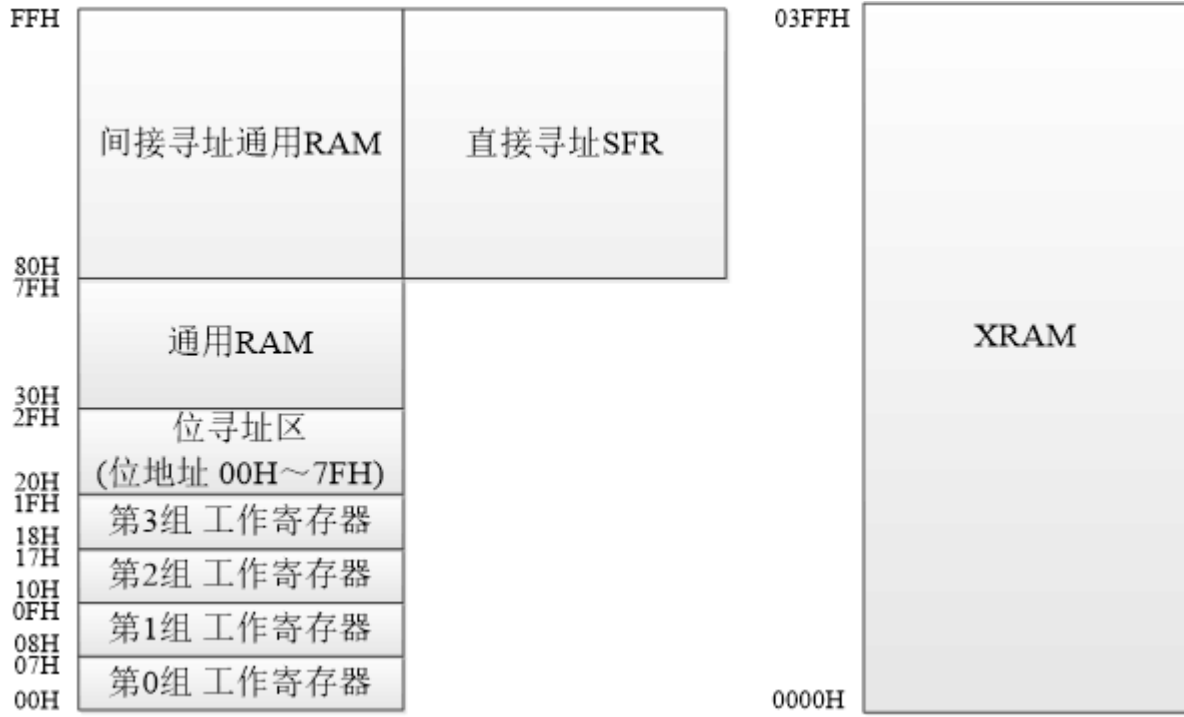 FFH
间接寻址通用RAM
直接寻址SFR
80H
7FH
通用RAM
30H
2FH
位寻址区
(位地址 00H～7FH)
20H
1FH
第3组 工作寄存器
18H
17H
第2组 工作寄存器
10H
0FH
第1组 工作寄存器
08H
07H
第0组 工作寄存器
00H
03FFH
XRAM
0000H